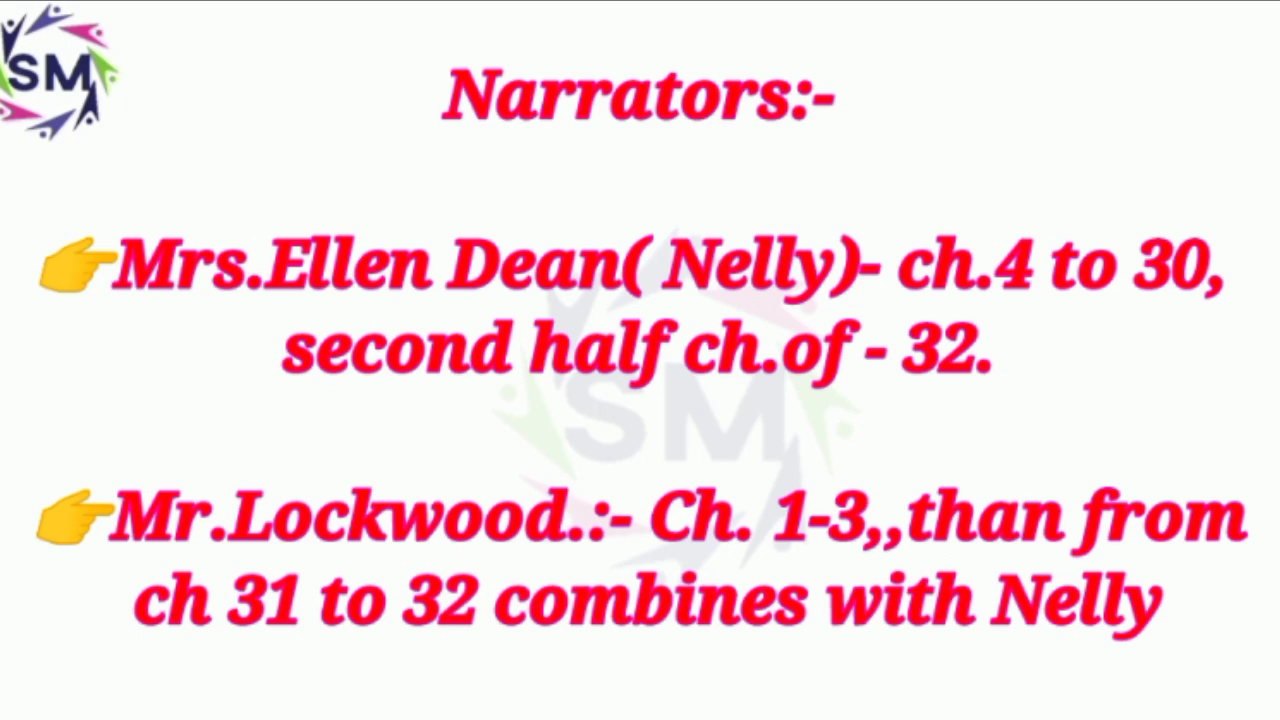 SM
Narrators:-
👉Mrs.Ellen Dean( Nelly)- ch.4 to 30,
second half ch.of - 32.
SM
👉Mr.Lockwood.:- Ch. 1-3,,than from
ch 31 to 32 combines with Nelly